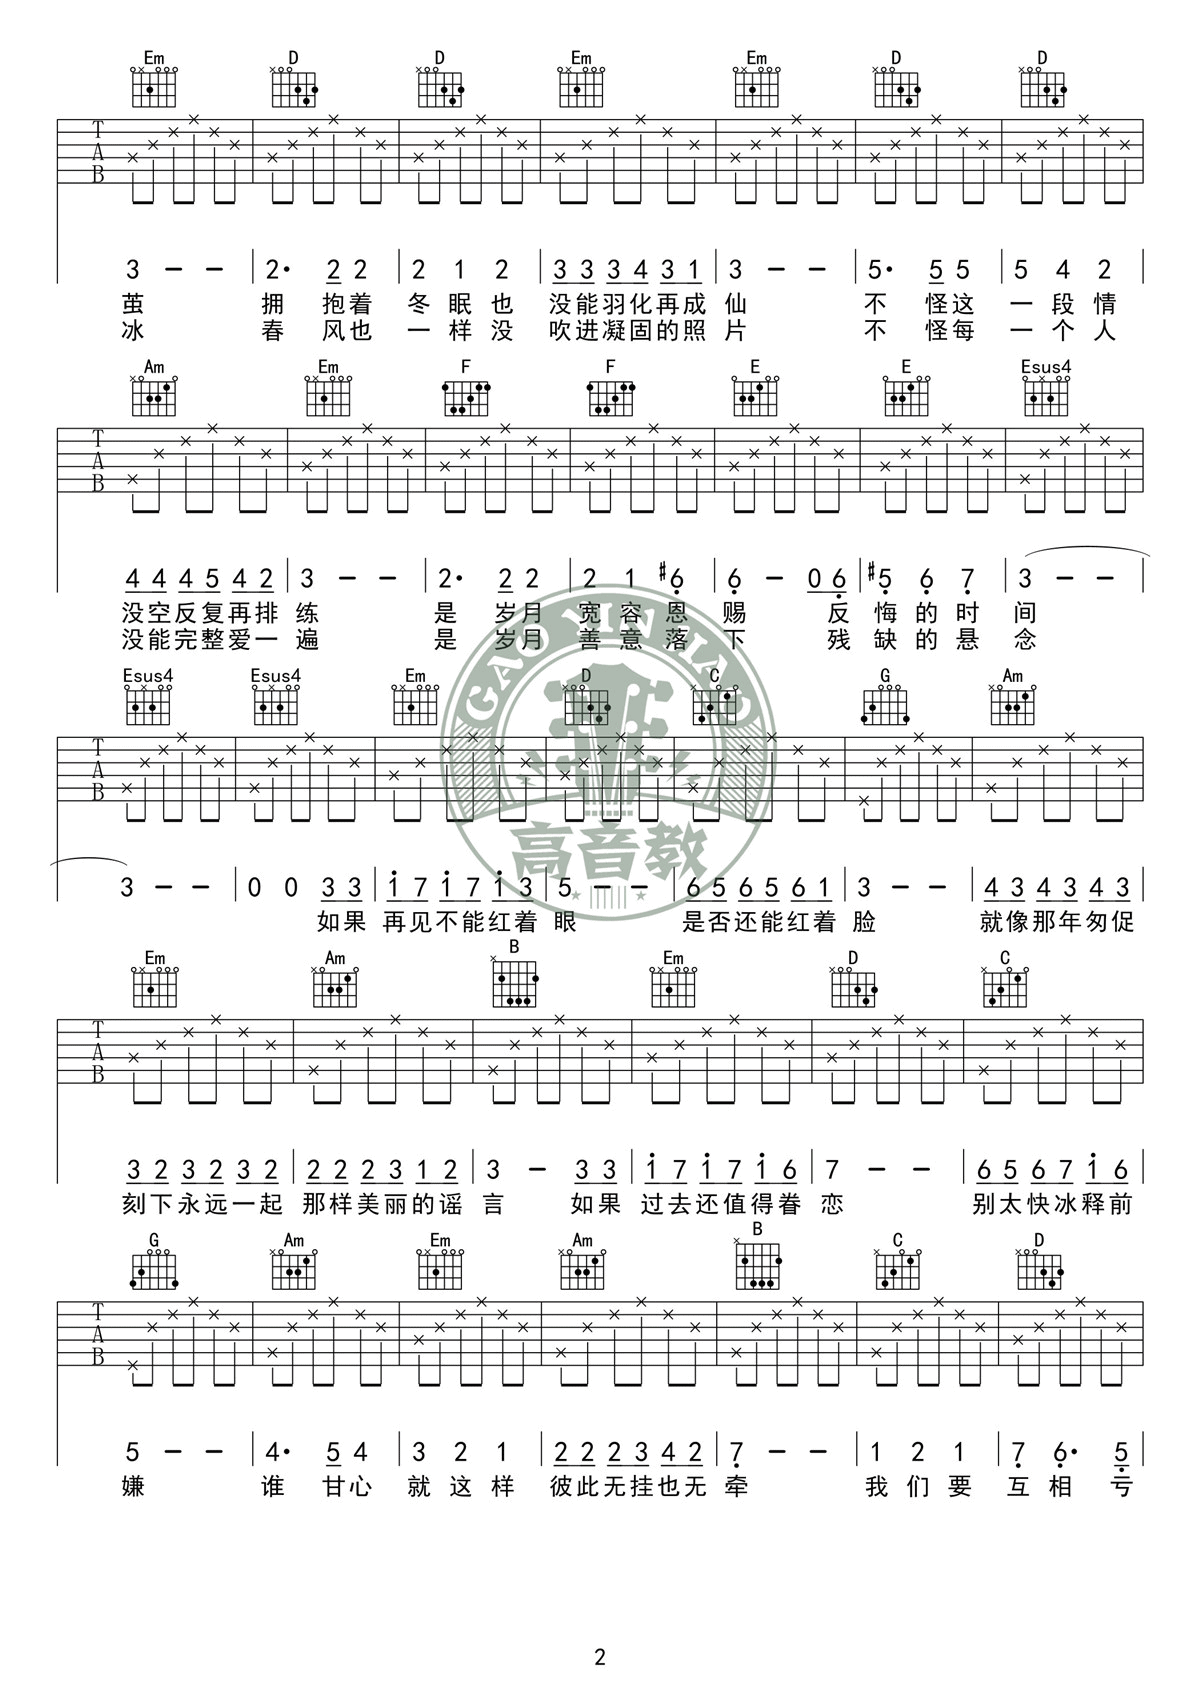 Em D D Em Em D D
T
A
B
3 – – | 2· 2 2 | 2 1 2 | 3 3 3 4 3 1 | 3 – – | 5· 5 5 | 5 4 2
茧 拥 抱着 冬 眠 也 没能羽化再成 仙 不 怪这 一 段 情
冰 春 风也 一 样 没 吹进凝固的照 片 不 怪每 一 个 人
Am Em F F E E Esus4
T
A
B
4 4 4 5 4 2 | 3 – – | 2· 2 2 | 2 1 #6 | 6 – 0 6 | #5 6 7 | 3 – –
没空反复再排 练 是 岁月 宽 容 恩 赐 反 悔 的 时 间
没能完整爱一 遍 是 岁月 善 意 落 下 残 缺 的 悬 念
Esus4 Esus4 Em D C G Am
T
A
B
3 – – | 0 0 3 3 | 1 7 1 7 1 3 | 5 – – | 6 5 6 5 6 1 | 3 – – | 4 3 4 3 4 3
如果 再见不能红着 眼 是否还能红着 脸 就像那年匆促
GAO YIN JIAO
高音教
Em Am B Em D C
T
A
B
3 2 3 2 3 2 | 2 2 2 3 1 2 | 3 – 3 3 | 1 7 1 7 1 6 | 7 – – | 6 5 6 7 1 6
刻下永远一起 那样美丽的谣 言 如果 过去还值得眷 恋 别太快冰释前
G Am Em Am B C D
T
A
B
5 – – | 4· 5 4 | 3 2 1 | 2 2 2 3 4 2 | 7 – – | 1 2 1 | 7 6· 5
嫌 谁 甘心 就 这 样 彼此无挂也无 牵 我 们 要 互 相 亏
2